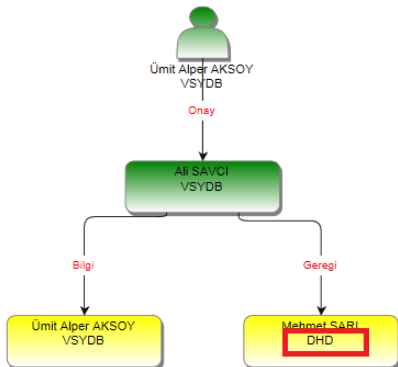 Ümit Alper AKSOY
VSYDB
Onay
Ali SAVCI
VSYDB
Bilgi
Geregi
Ümit Alper AKSOY
VSYDB
Mehmet SARI
DHD